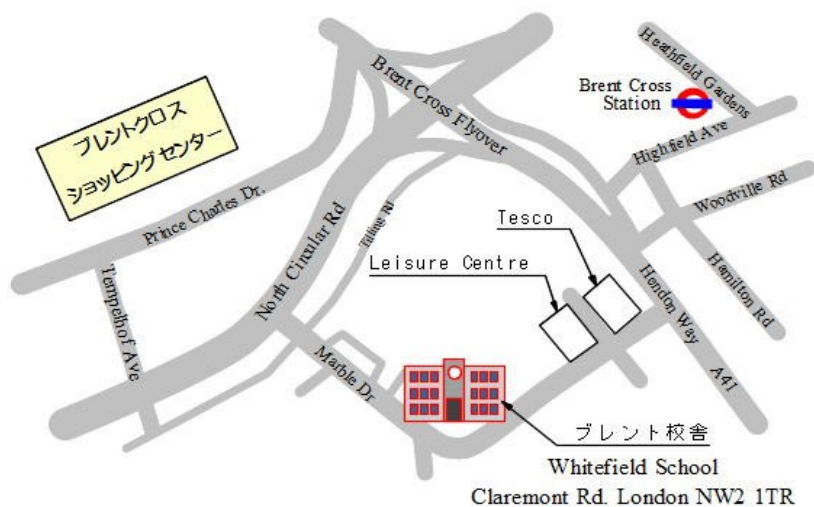 Heathfield Gardens
Brent Cross
Station
Brent Cross Flyover
Highfield Ave
ブレントクロス
ショッピングセンター
Woodville Rd
Prince Charles Dr.
Tilling Rd
Tesco
North Circular Rd
Leisure Centre
Hamilton Rd
Hendon Way
Tempelhof Ave
Marble Dr
A41
ブレント校舎
Whitefield School
Claremont Rd. London NW2 1TR